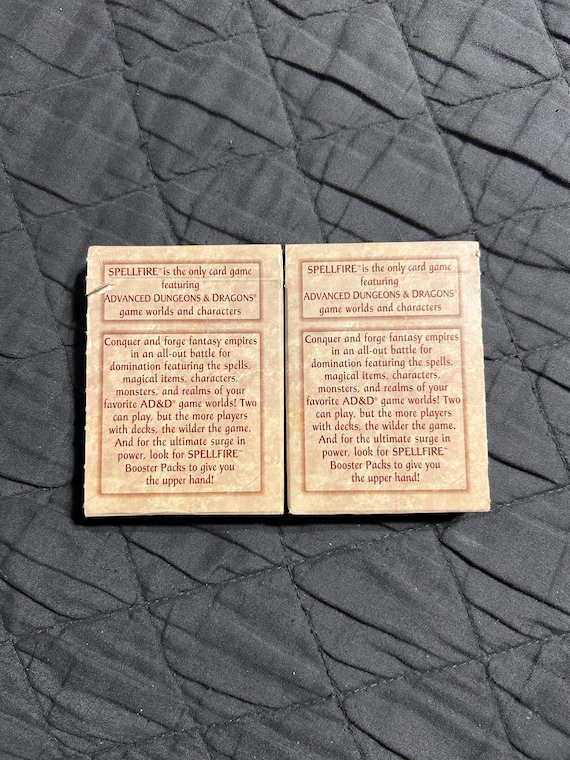 SPELLFIRE™ is the only card game
featuring
ADVANCED DUNGEONS & DRAGONS®
game worlds and characters
Conquer and forge fantasy empires
in an all-out battle for
domination featuring the spells,
magical items, characters,
monsters, and realms of your
favorite AD&D® game worlds! Two
can play, but the more players
with decks, the wilder the game.
And for the ultimate surge in
power, look for SPELLFIRE™
Booster Packs to give you
the upper hand!
SPELLFIRE™ is the only card game
featuring
ADVANCED DUNGEONS & DRAGONS®
game worlds and characters
Conquer and forge fantasy empires
in an all-out battle for
domination featuring the spells,
magical items, characters,
monsters, and realms of your
favorite AD&D® game worlds! Two
can play, but the more players
with decks, the wilder the game.
And for the ultimate surge in
power, look for SPELLFIRE™
Booster Packs to give you
the upper hand!